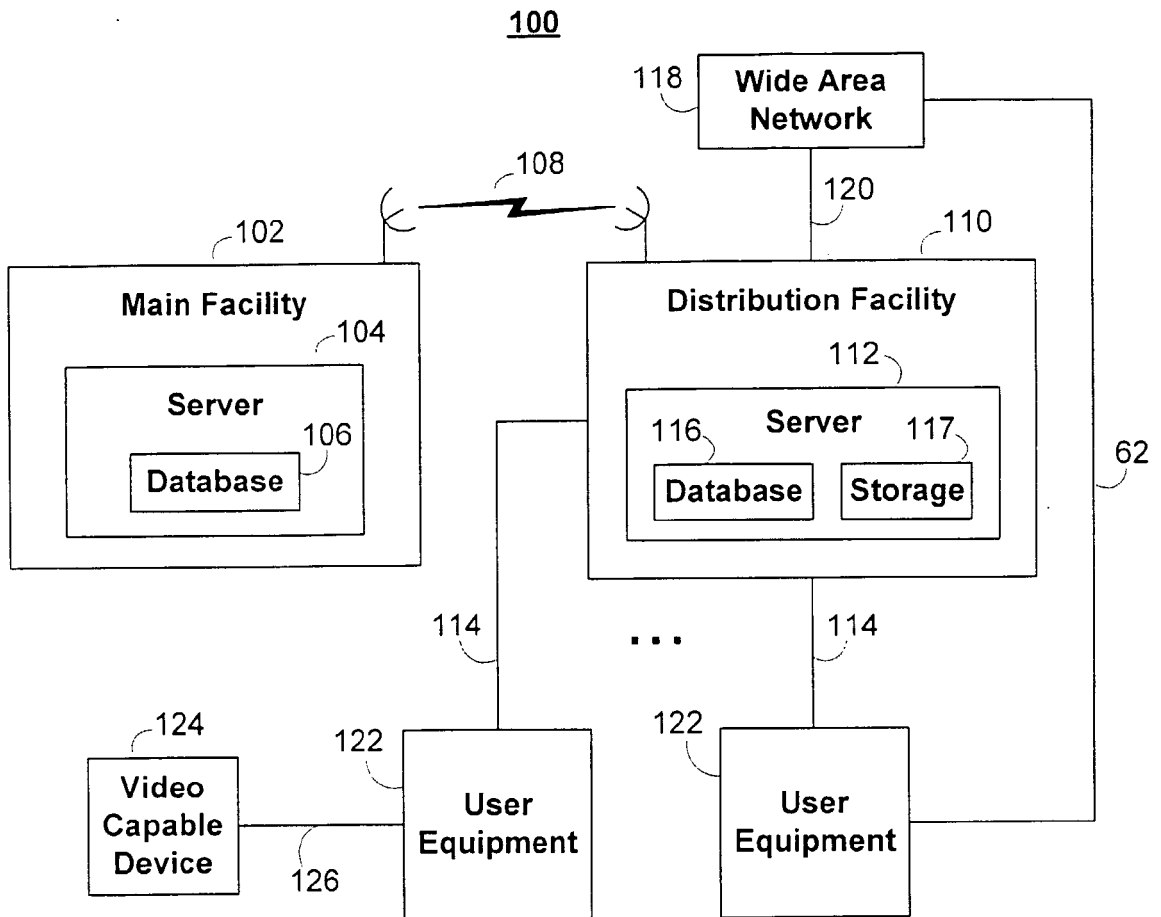 100
118
Wide Area
Network
108
120
102
110
Main Facility
Distribution Facility
104
112
Server
Server
106
116
117
62
Database
Database
Storage
114
...
114
124
122
122
Video
Capable
Device
User
Equipment
User
Equipment
126